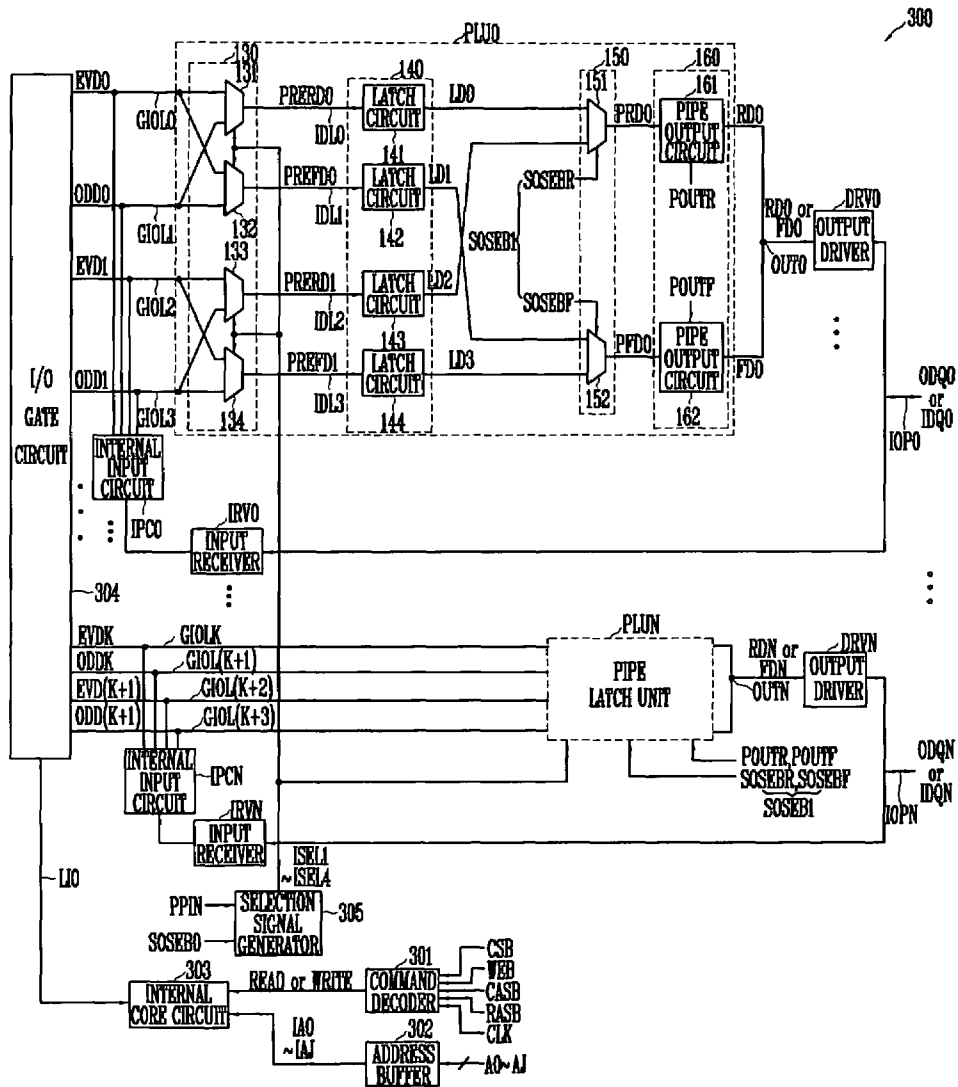 300
PLU0
130
131
EVD0
GIOL0
PRERD0
IDL0
140
LATCH CIRCUIT
141
LD0
150
151
PRD0
160
161
PIPE OUTPUT CIRCUIT
RD0
POUTR
SOSEBR
PREFD0
IDL1
LATCH CIRCUIT
142
LD1
ODD0
GIOL1
132
SOSEB1
RD0 or FD0
OUT0
DRV0
OUTPUT DRIVER
EVD1
GIOL2
133
PRERD1
IDL2
LATCH CIRCUIT
143
LD2
SOSEBF
POUTF
PIPE OUTPUT CIRCUIT
162
PFD0
FD0
152
ODD1
GIOL3
134
PREFD1
IDL3
LATCH CIRCUIT
144
LD3
I/O GATE CIRCUIT
304
INTERNAL INPUT CIRCUIT
IPC0
IRV0
INPUT RECEIVER
ODQ0 or IDQ0
IOP0
EVDK
GIOLK
ODDK
GIOL(K+1)
EVD(K+1)
GIOL(K+2)
ODD(K+1)
GIOL(K+3)
PLUN
PIPE LATCH UNIT
RDN or FDN
OUTN
DRVN
OUTPUT DRIVER
INTERNAL INPUT CIRCUIT
IPCN
IRVN
INPUT RECEIVER
POUTR,POUTF
SOSEBR,SOSEBF
SOSEB1
ODQN or IDQN
IOPN
LIO
ISEL1
~ISEL4
PPIN
SOSEB0
SELECTION SIGNAL GENERATOR
305
303
INTERNAL CORE CIRCUIT
READ or WRITE
301
COMMAND DECODER
CSB
WEB
CASB
RASB
CLK
IA0
~IAJ
302
ADDRESS BUFFER
A0~AJ